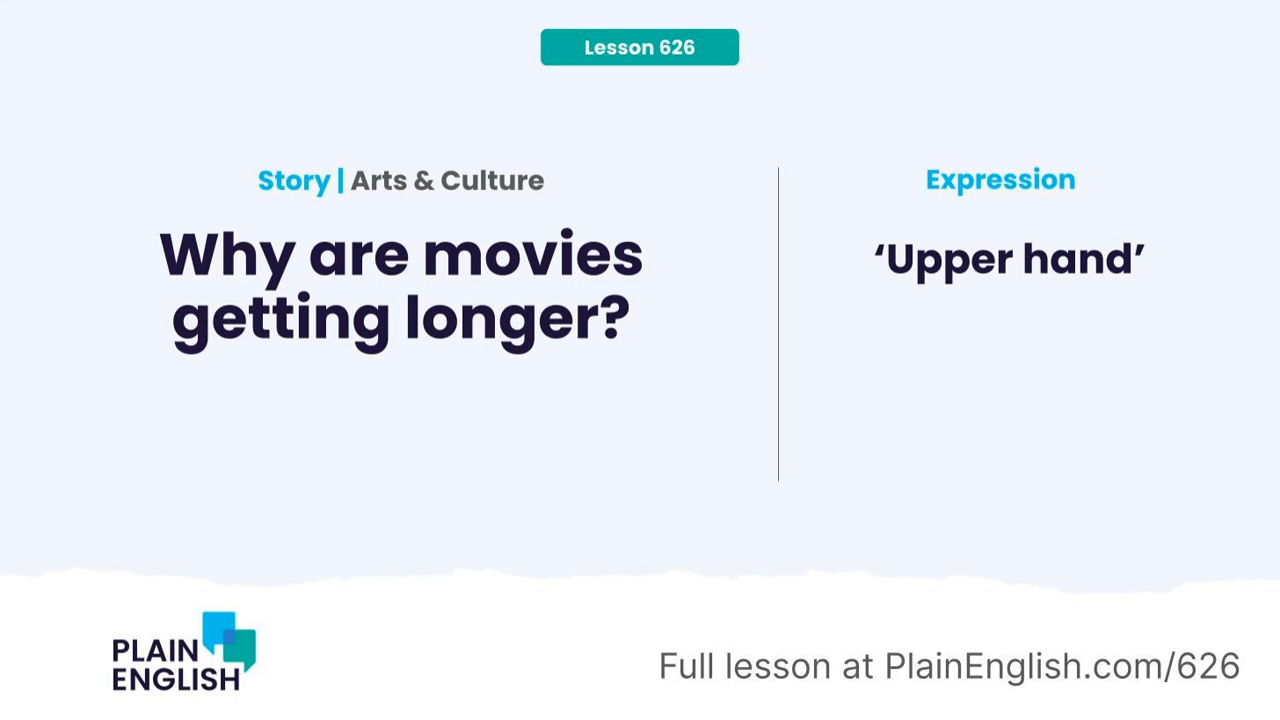 Lesson 626
Story | Arts & Culture
Why are movies
getting longer?
Expression
‘Upper hand’
PLAIN
ENGLISH
Full lesson at PlainEnglish.com/626